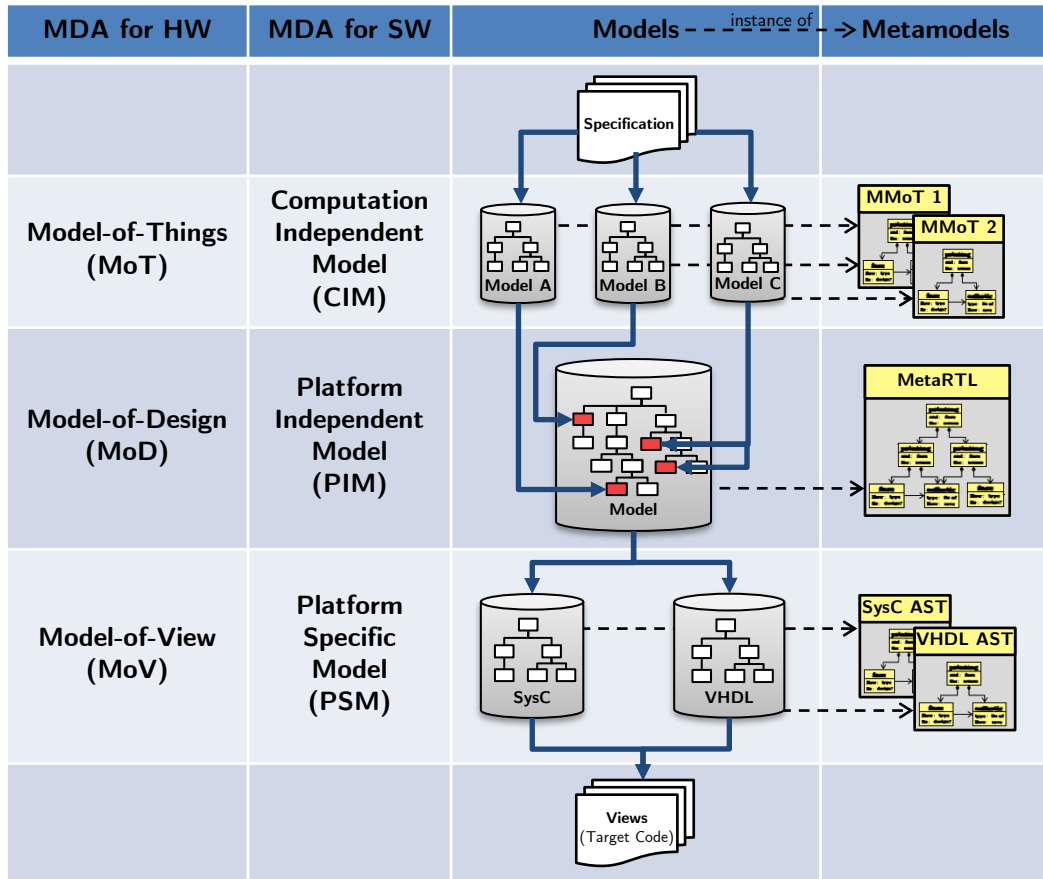 MDA for HW
MDA for SW
Models
instance of
Metamodels
Specification
Model-of-Things
(MoT)
Computation
Independent
Model
(CIM)
Model A
Model B
Model C
MMoT 1
MMoT 2
Model-of-Design
(MoD)
Platform
Independent
Model
(PIM)
Model
MetaRTL
Model-of-View
(MoV)
Platform
Specific
Model
(PSM)
SysC
VHDL
SysC AST
VHDL AST
Views
(Target Code)